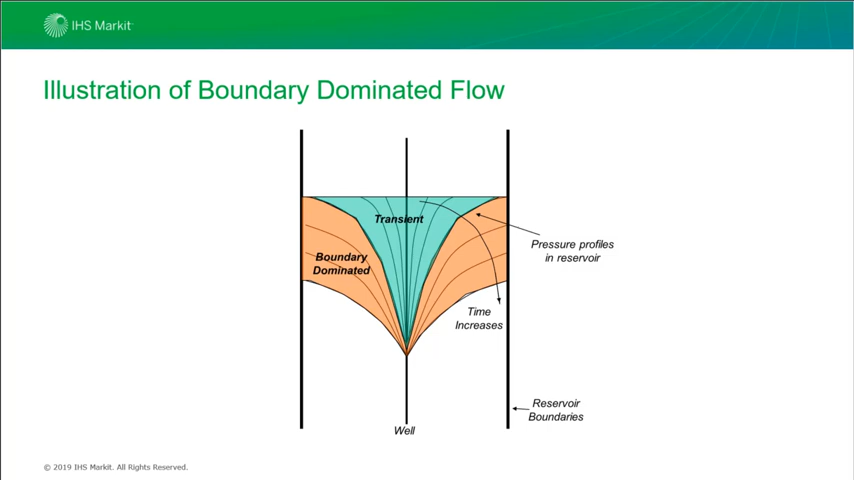 IHS Markit
Illustration of Boundary Dominated Flow
Transient
Boundary
Dominated
Pressure profiles
in reservoir
Time
Increases
Reservoir
Boundaries
Well
© 2019 IHS Markit. All Rights Reserved.